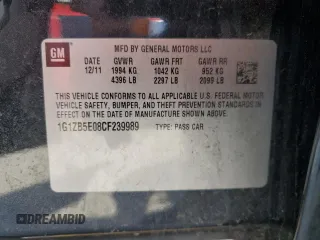 GM
MFD BY GENERAL MOTORS LLC
DATE GVWR GAWR FR GAWR RR
12/11 1994 KG 1042 KG 952 KG
4396 LB 2297 LB 2099 LB
THIS VEHICLE CONFORMS TO ALL APPLICABLE U.S. FEDERAL MOTOR
VEHICLE SAFETY, BUMPER, AND THEFT PREVENTION STANDARDS
IN EFFECT ON THE DATE OF MANUFACTURE SHOWN ABOVE.
1G1ZB5E08CF239989 TYPE: PASS CAR
DREAMBID